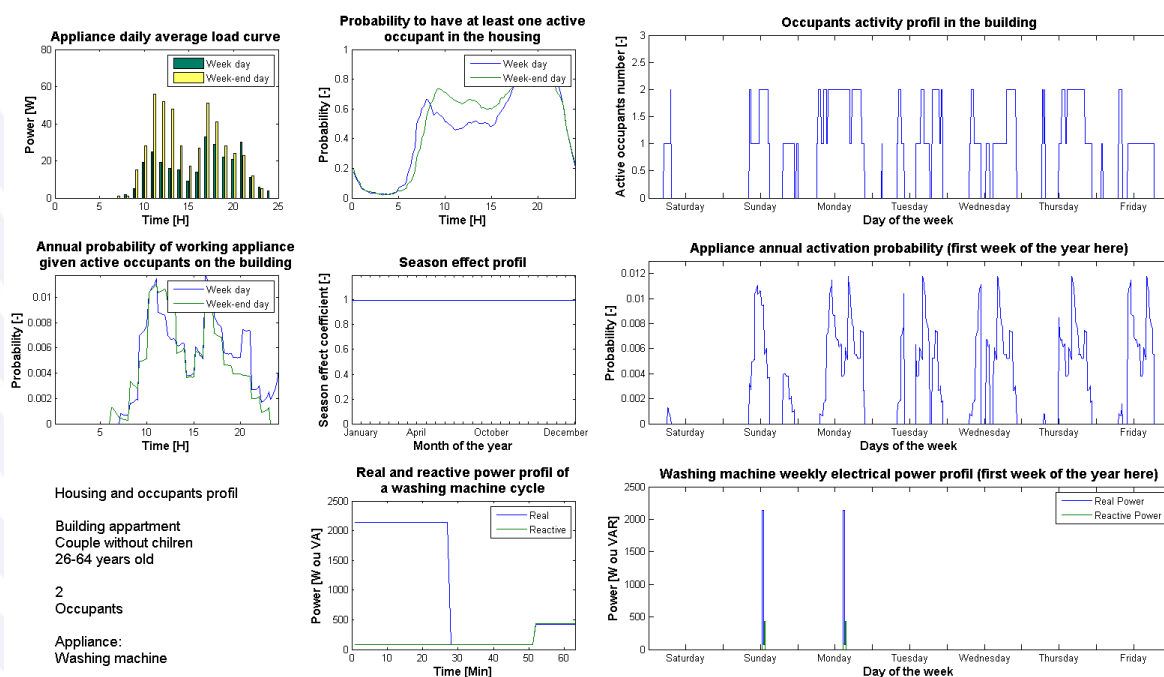 Appliance daily average load curve
Power [W]
80
60
40
20
0
Week day
Week-end day
0
5
10
15
20
25
Time [H]
Probability to have at least one active
occupant in the housing
Probability [-]
1
0.8
0.6
0.4
0.2
0
Week day
Week-end day
0
5
10
15
20
Time [H]
Occupants activity profil in the building
Active occupants number [-]
3
2.5
2
1.5
1
0.5
0
Saturday
Sunday
Monday
Tuesday
Wednesday
Thursday
Friday
Day of the week
Annual probability of working appliance
given active occupants on the building
Probability [-]
0.01
0.008
0.006
0.004
0.002
0
Week day
Week-end day
5
10
15
20
Time [H]
Season effect profil
Season effect coefficient [-]
1
0.8
0.6
0.4
0.2
0
January
April
October
December
Month of the year
Appliance annual activation probability (first week of the year here)
Probability [-]
0.012
0.01
0.008
0.006
0.004
0.002
0
Saturday
Sunday
Monday
Tuesday
Wednesday
Thursday
Friday
Days of the week
Housing and occupants profil
Building appartment
Couple without chilren
26-64 years old
2
Occupants
Appliance:
Washing machine
Real and reactive power profil of
a washing machine cycle
Power [W ou VA]
2500
2000
1500
1000
500
0
Real
Reactive
0
10
20
30
40
50
60
Time [Min]
Washing machine weekly electrical power profil (first week of the year here)
Power [W ou VAR]
2500
2000
1500
1000
500
0
Real Power
Reactive Power
Saturday
Sunday
Monday
Tuesday
Wednesday
Thursday
Friday
Day of the week